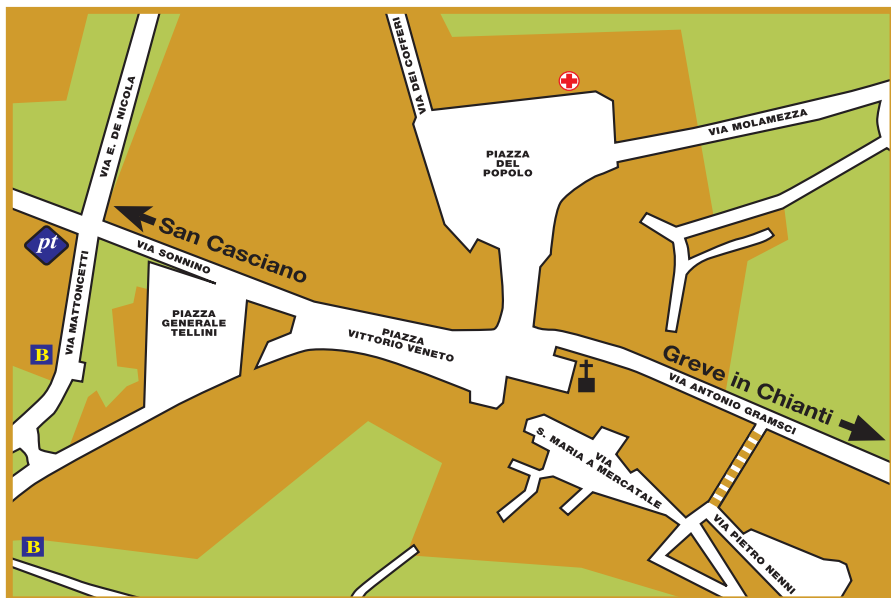 VIA DEI COFFERI
VIA E. DE NICOLA
VIA MOLAMEZZA
PIAZZA
DEL
POPOLO
San Casciano
pt
VIA SONNINO
VIA MATTONCETTI
PIAZZA
GENERALE
TELLINI
PIAZZA
VITTORIO VENETO
B
Greve in Chianti
VIA ANTONIO GRAMSCI
VIA
S. MARIA A MERCATALE
VIA PIETRO NENNI
B